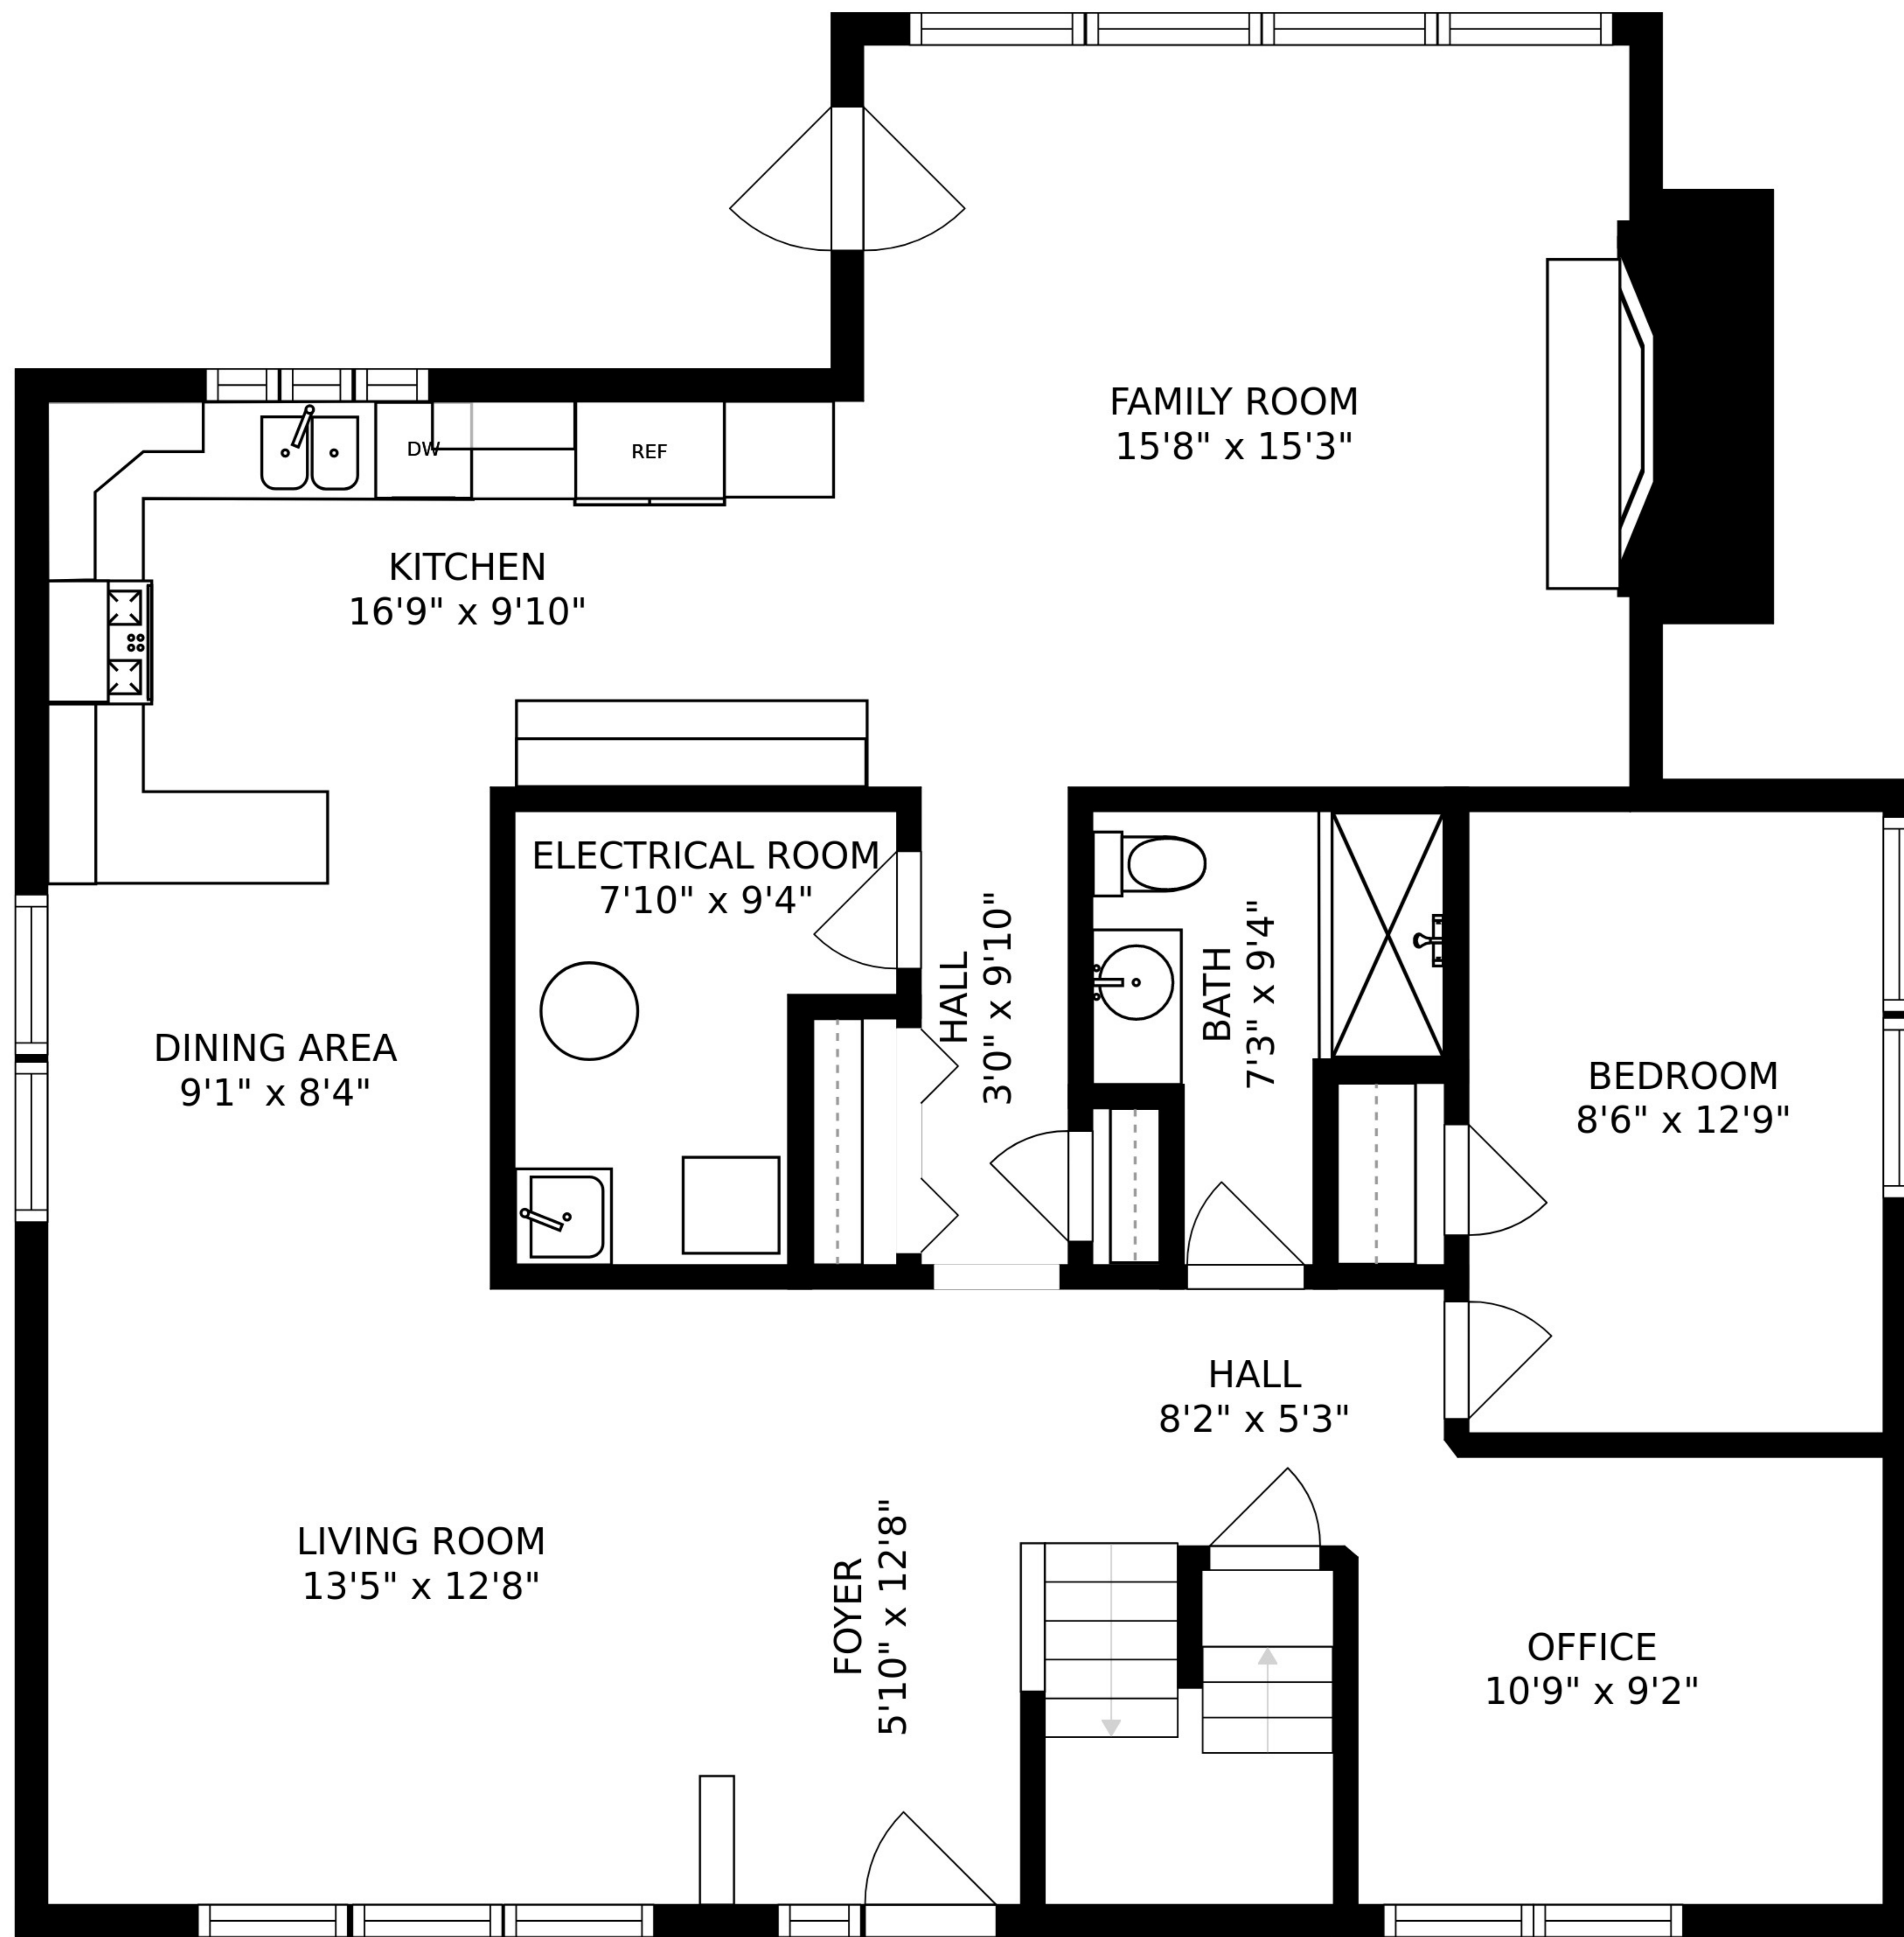 FAMILY ROOM
15'8" x 15'3"
DW
REF
KITCHEN
16'9" x 9'10"
ELECTRICAL ROOM
7'10" x 9'4"
HALL
3'0" x 9'10"
BATH
7'3" x 9'4"
DINING AREA
9'1" x 8'4"
BEDROOM
8'6" x 12'9"
HALL
8'2" x 5'3"
LIVING ROOM
13'5" x 12'8"
FOYER
5'10" x 12'8"
OFFICE
10'9" x 9'2"